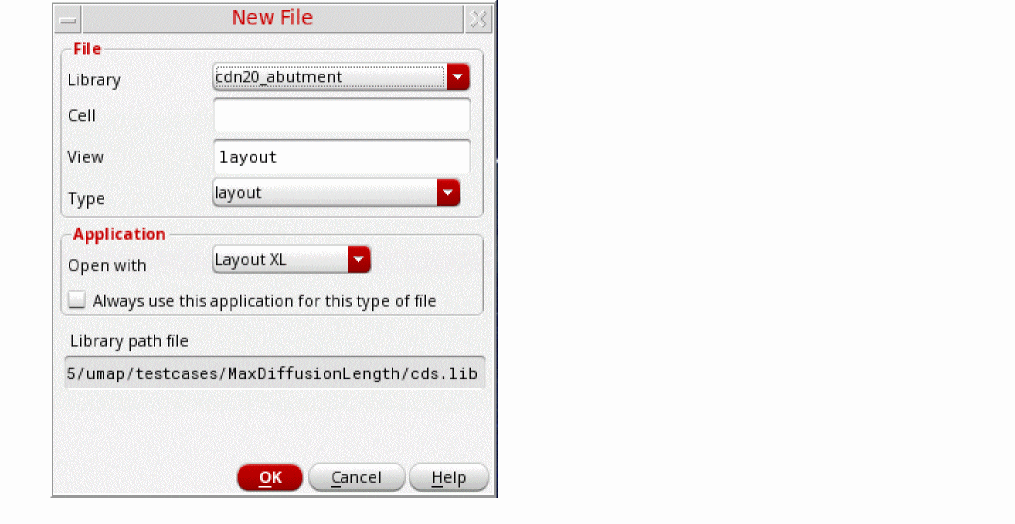 New File
File
Library
cdn20_abutment
Cell
View
layout
Type
layout
Application
Open with
Layout XL
Always use this application for this type of file
Library path file
5/umap/testcases/MaxDiffusionLength/cds.lib
OK
Cancel
Help